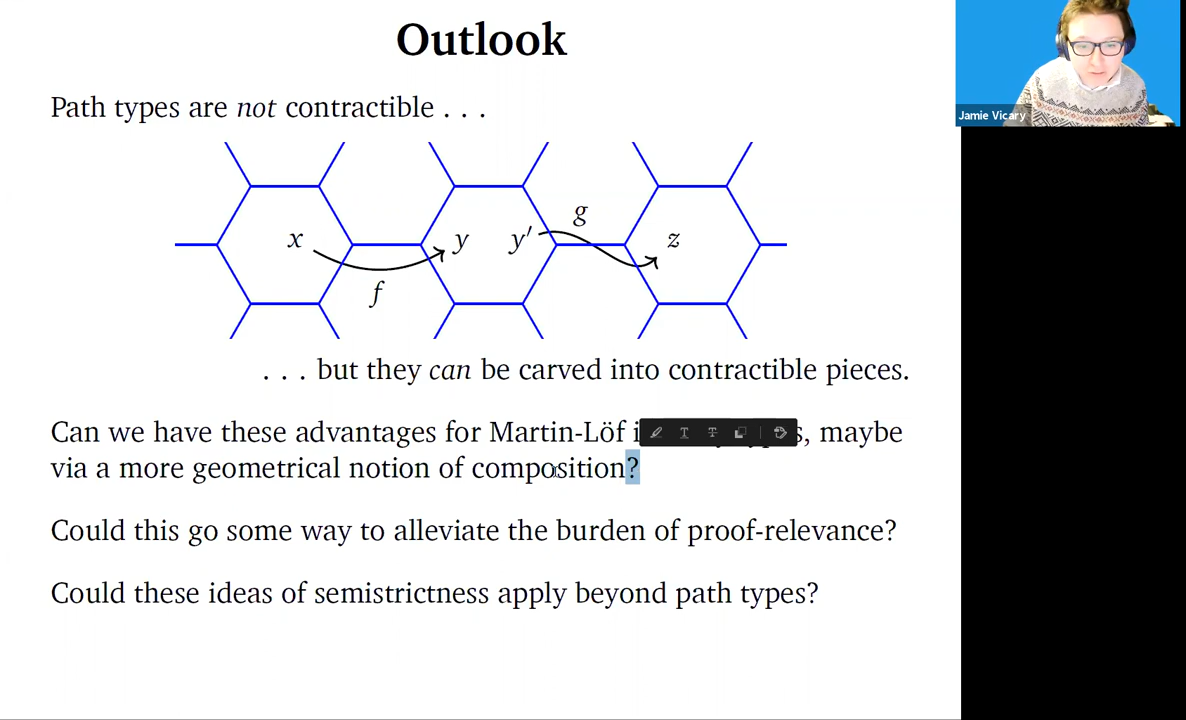 Outlook
Path types are not contractible . . .
x
y
y′
g
z
f
. . . but they can be carved into contractible pieces.
Can we have these advantages for Martin-Löf , maybe
via a more geometrical notion of composition?
Could this go some way to alleviate the burden of proof-relevance?
Could these ideas of semistrictness apply beyond path types?
Jamie Vicary